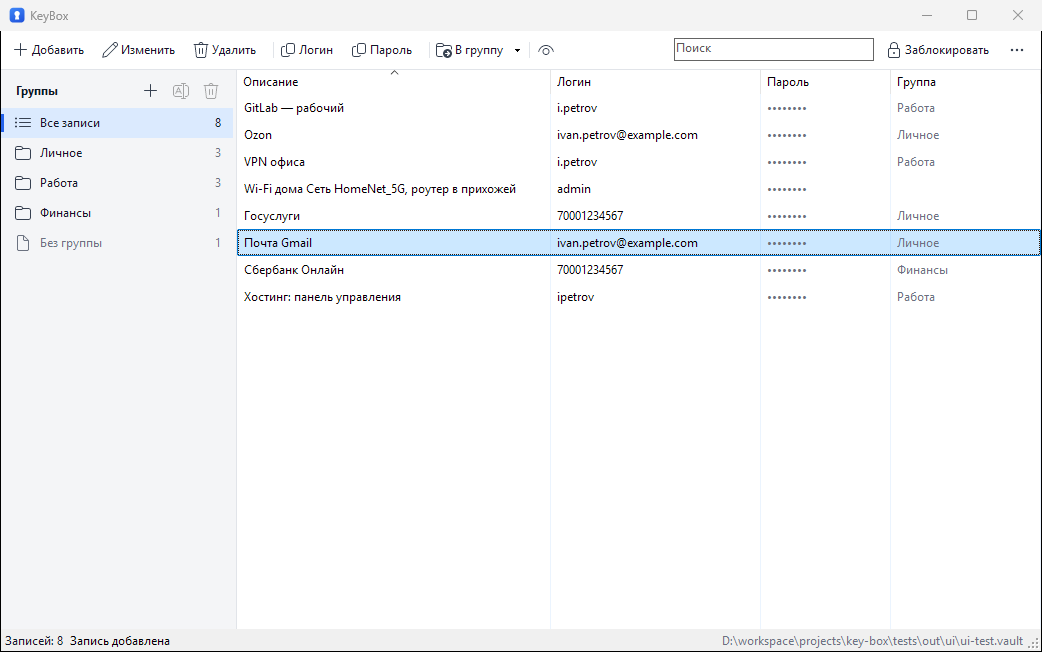 KeyBox
Добавить Изменить Удалить Логин Пароль В группу Поиск Заблокировать
Группы
Все записи 8
Личное 3
Работа 3
Финансы 1
Без группы 1
Описание Логин Пароль Группа
GitLab — рабочий i.petrov •••••••• Работа
Ozon ivan.petrov@example.com •••••••• Личное
VPN офиса i.petrov •••••••• Работа
Wi-Fi дома Сеть HomeNet_5G, роутер в прихожей admin ••••••••
Госуслуги 70001234567 •••••••• Личное
Почта Gmail ivan.petrov@example.com •••••••• Личное
Сбербанк Онлайн 70001234567 •••••••• Финансы
Хостинг: панель управления ipetrov •••••••• Работа
Записей: 8 Запись добавлена D:\workspace\projects\key-box\tests\out\ui\ui-test.vault